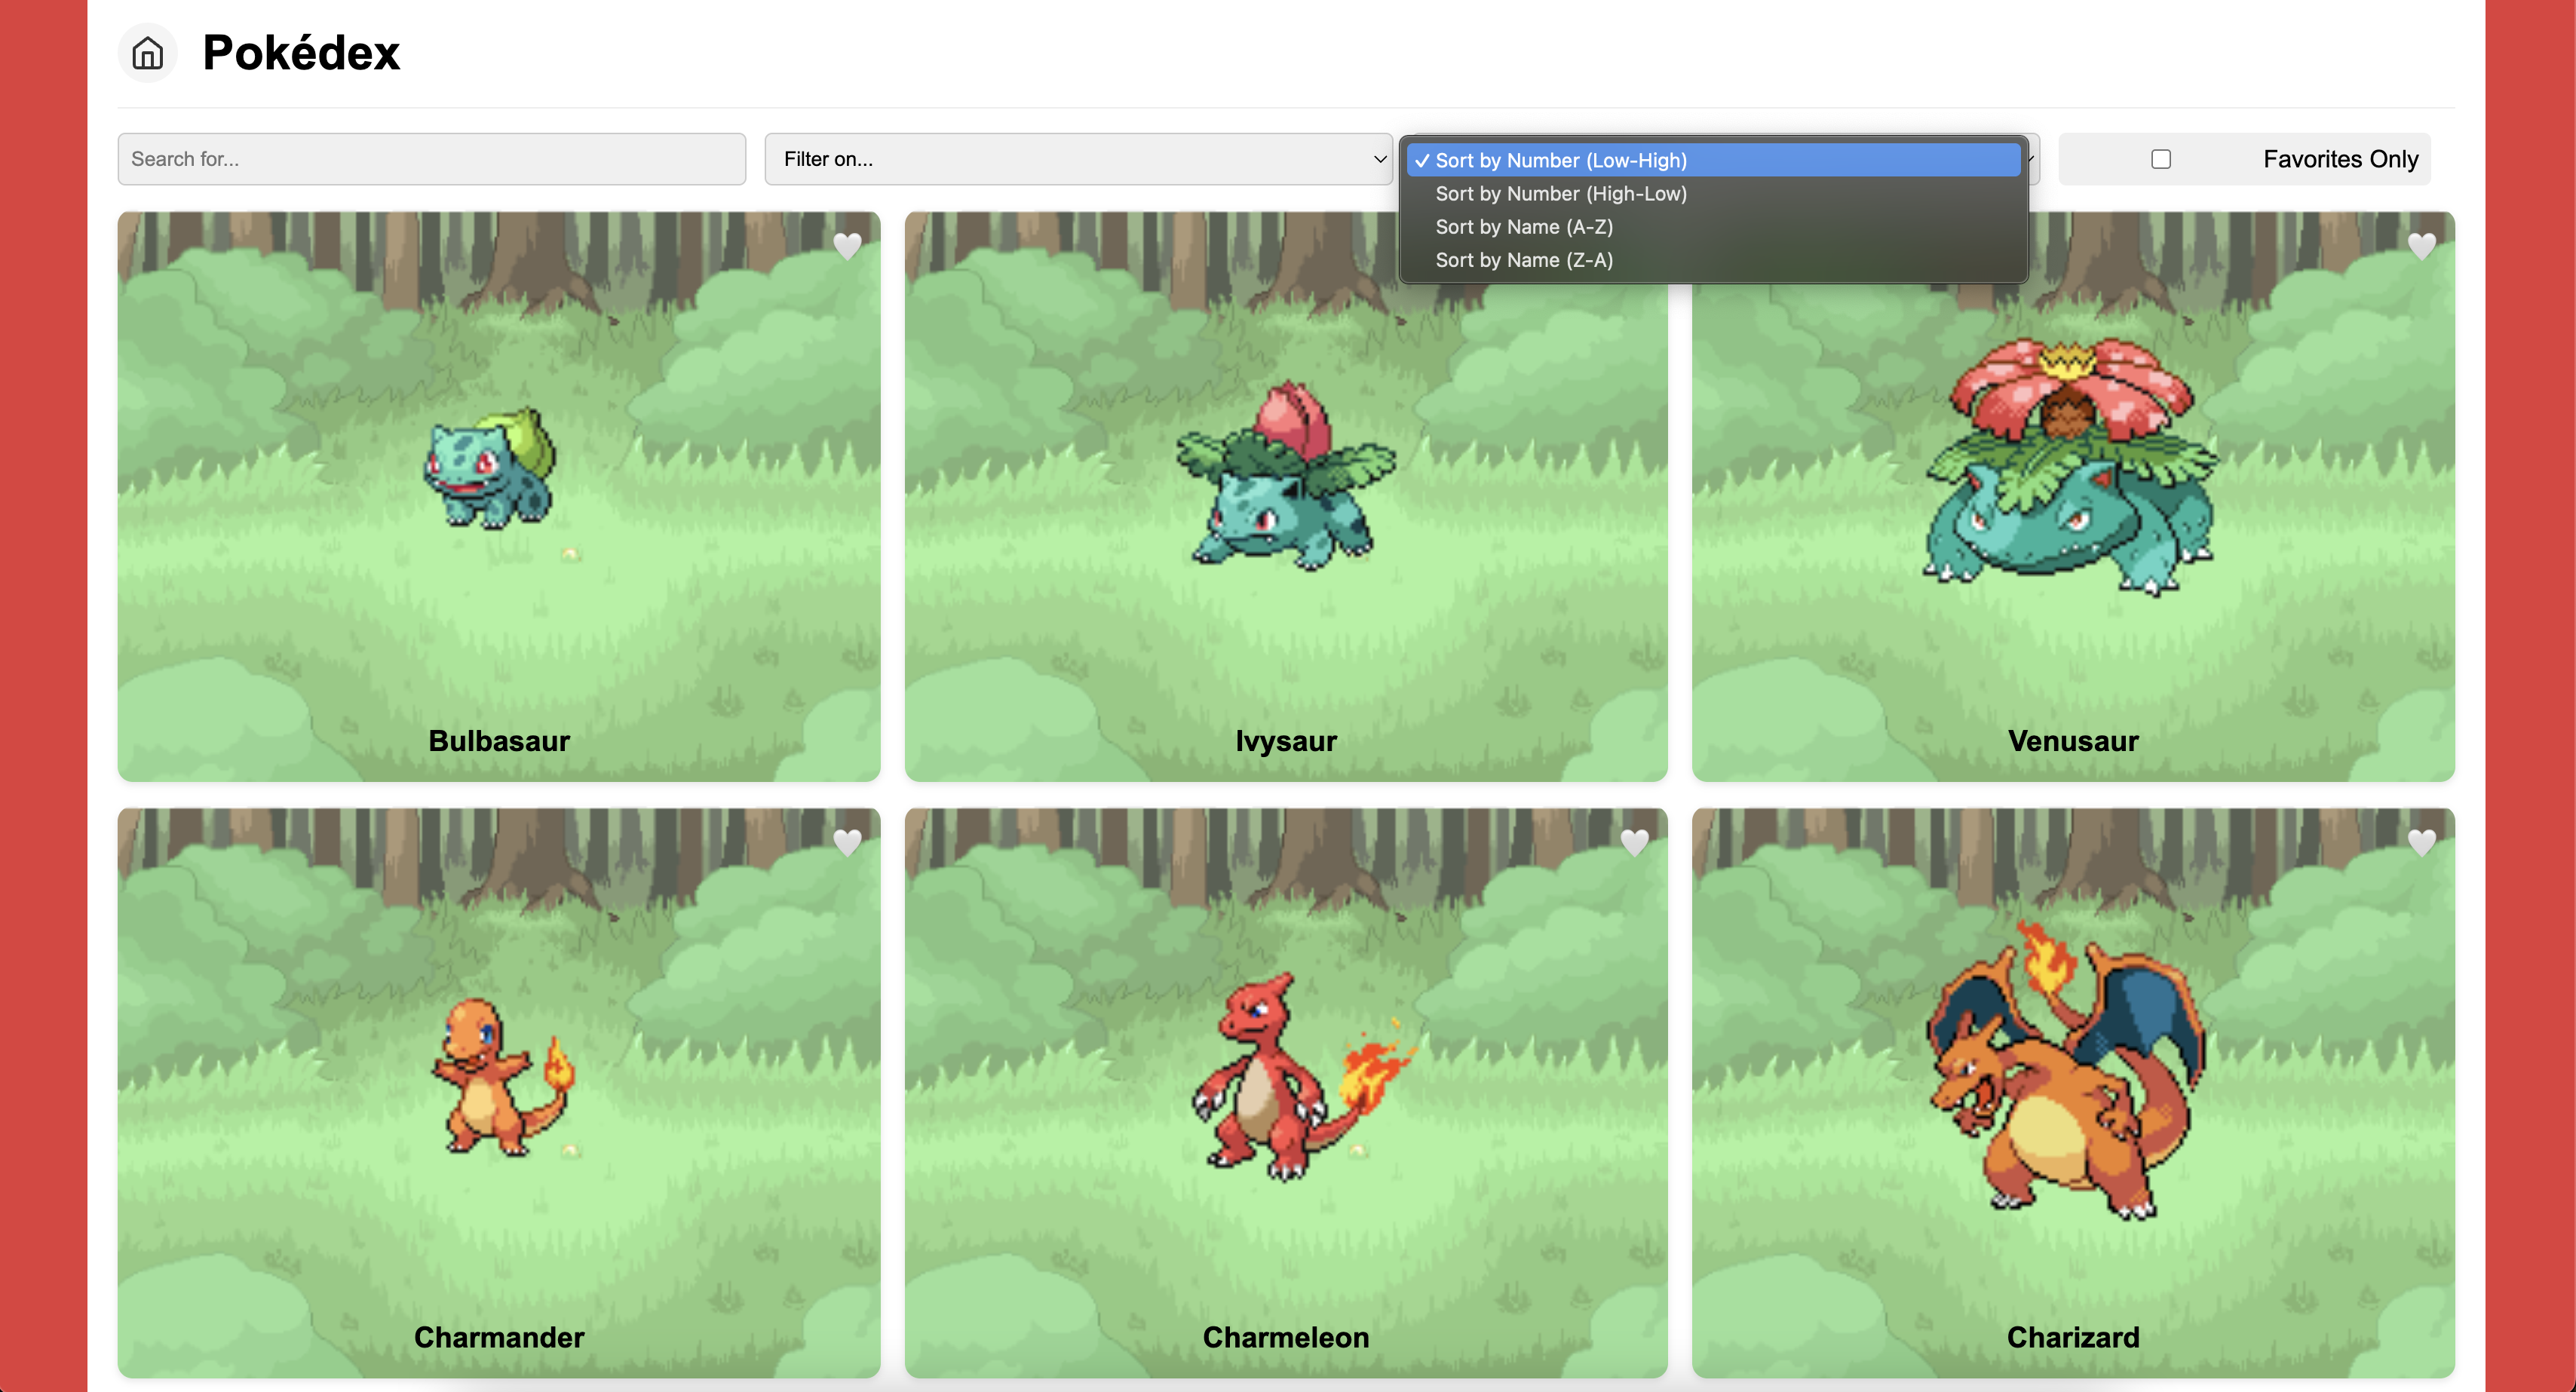 Pokédex
Search for...
Filter on...
✓ Sort by Number (Low-High)
Sort by Number (High-Low)
Sort by Name (A-Z)
Sort by Name (Z-A)
Favorites Only
Bulbasaur
Ivysaur
Venusaur
Charmander
Charmeleon
Charizard